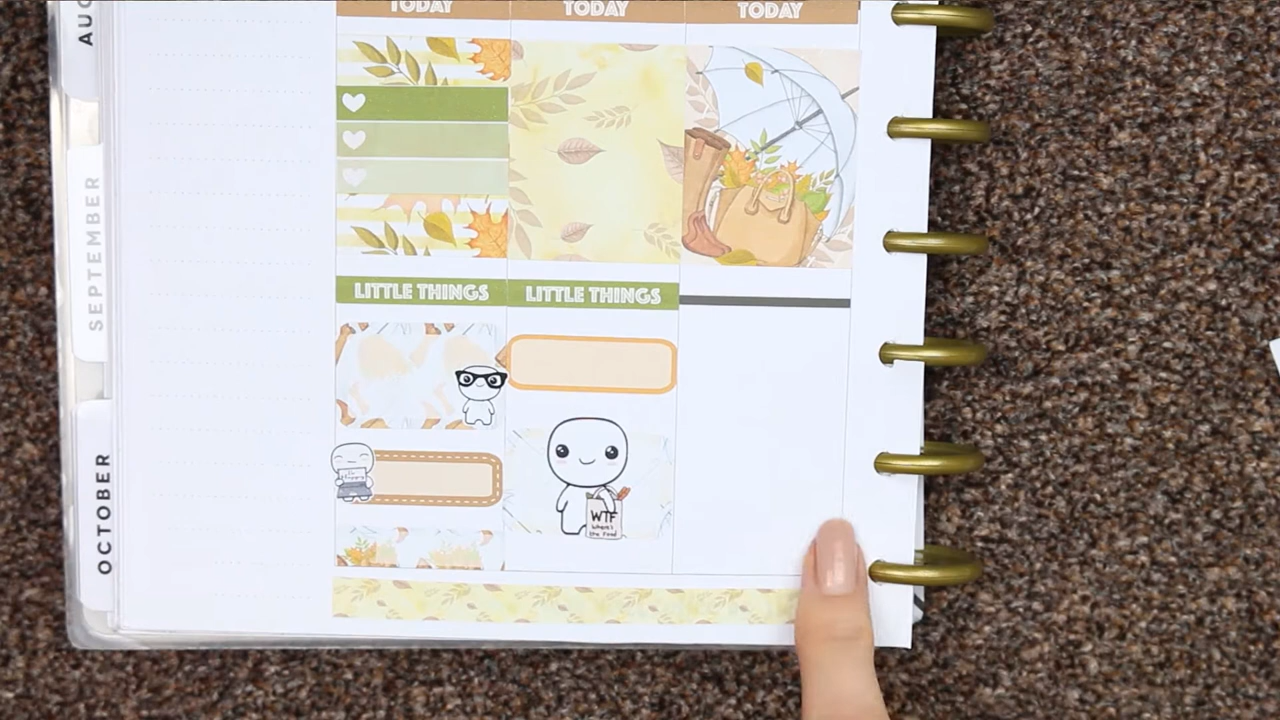 TODAY
TODAY
TODAY
AUG
SEPTEMBER
LITTLE THINGS
LITTLE THINGS
OCTOBER
WTF
where's
the food